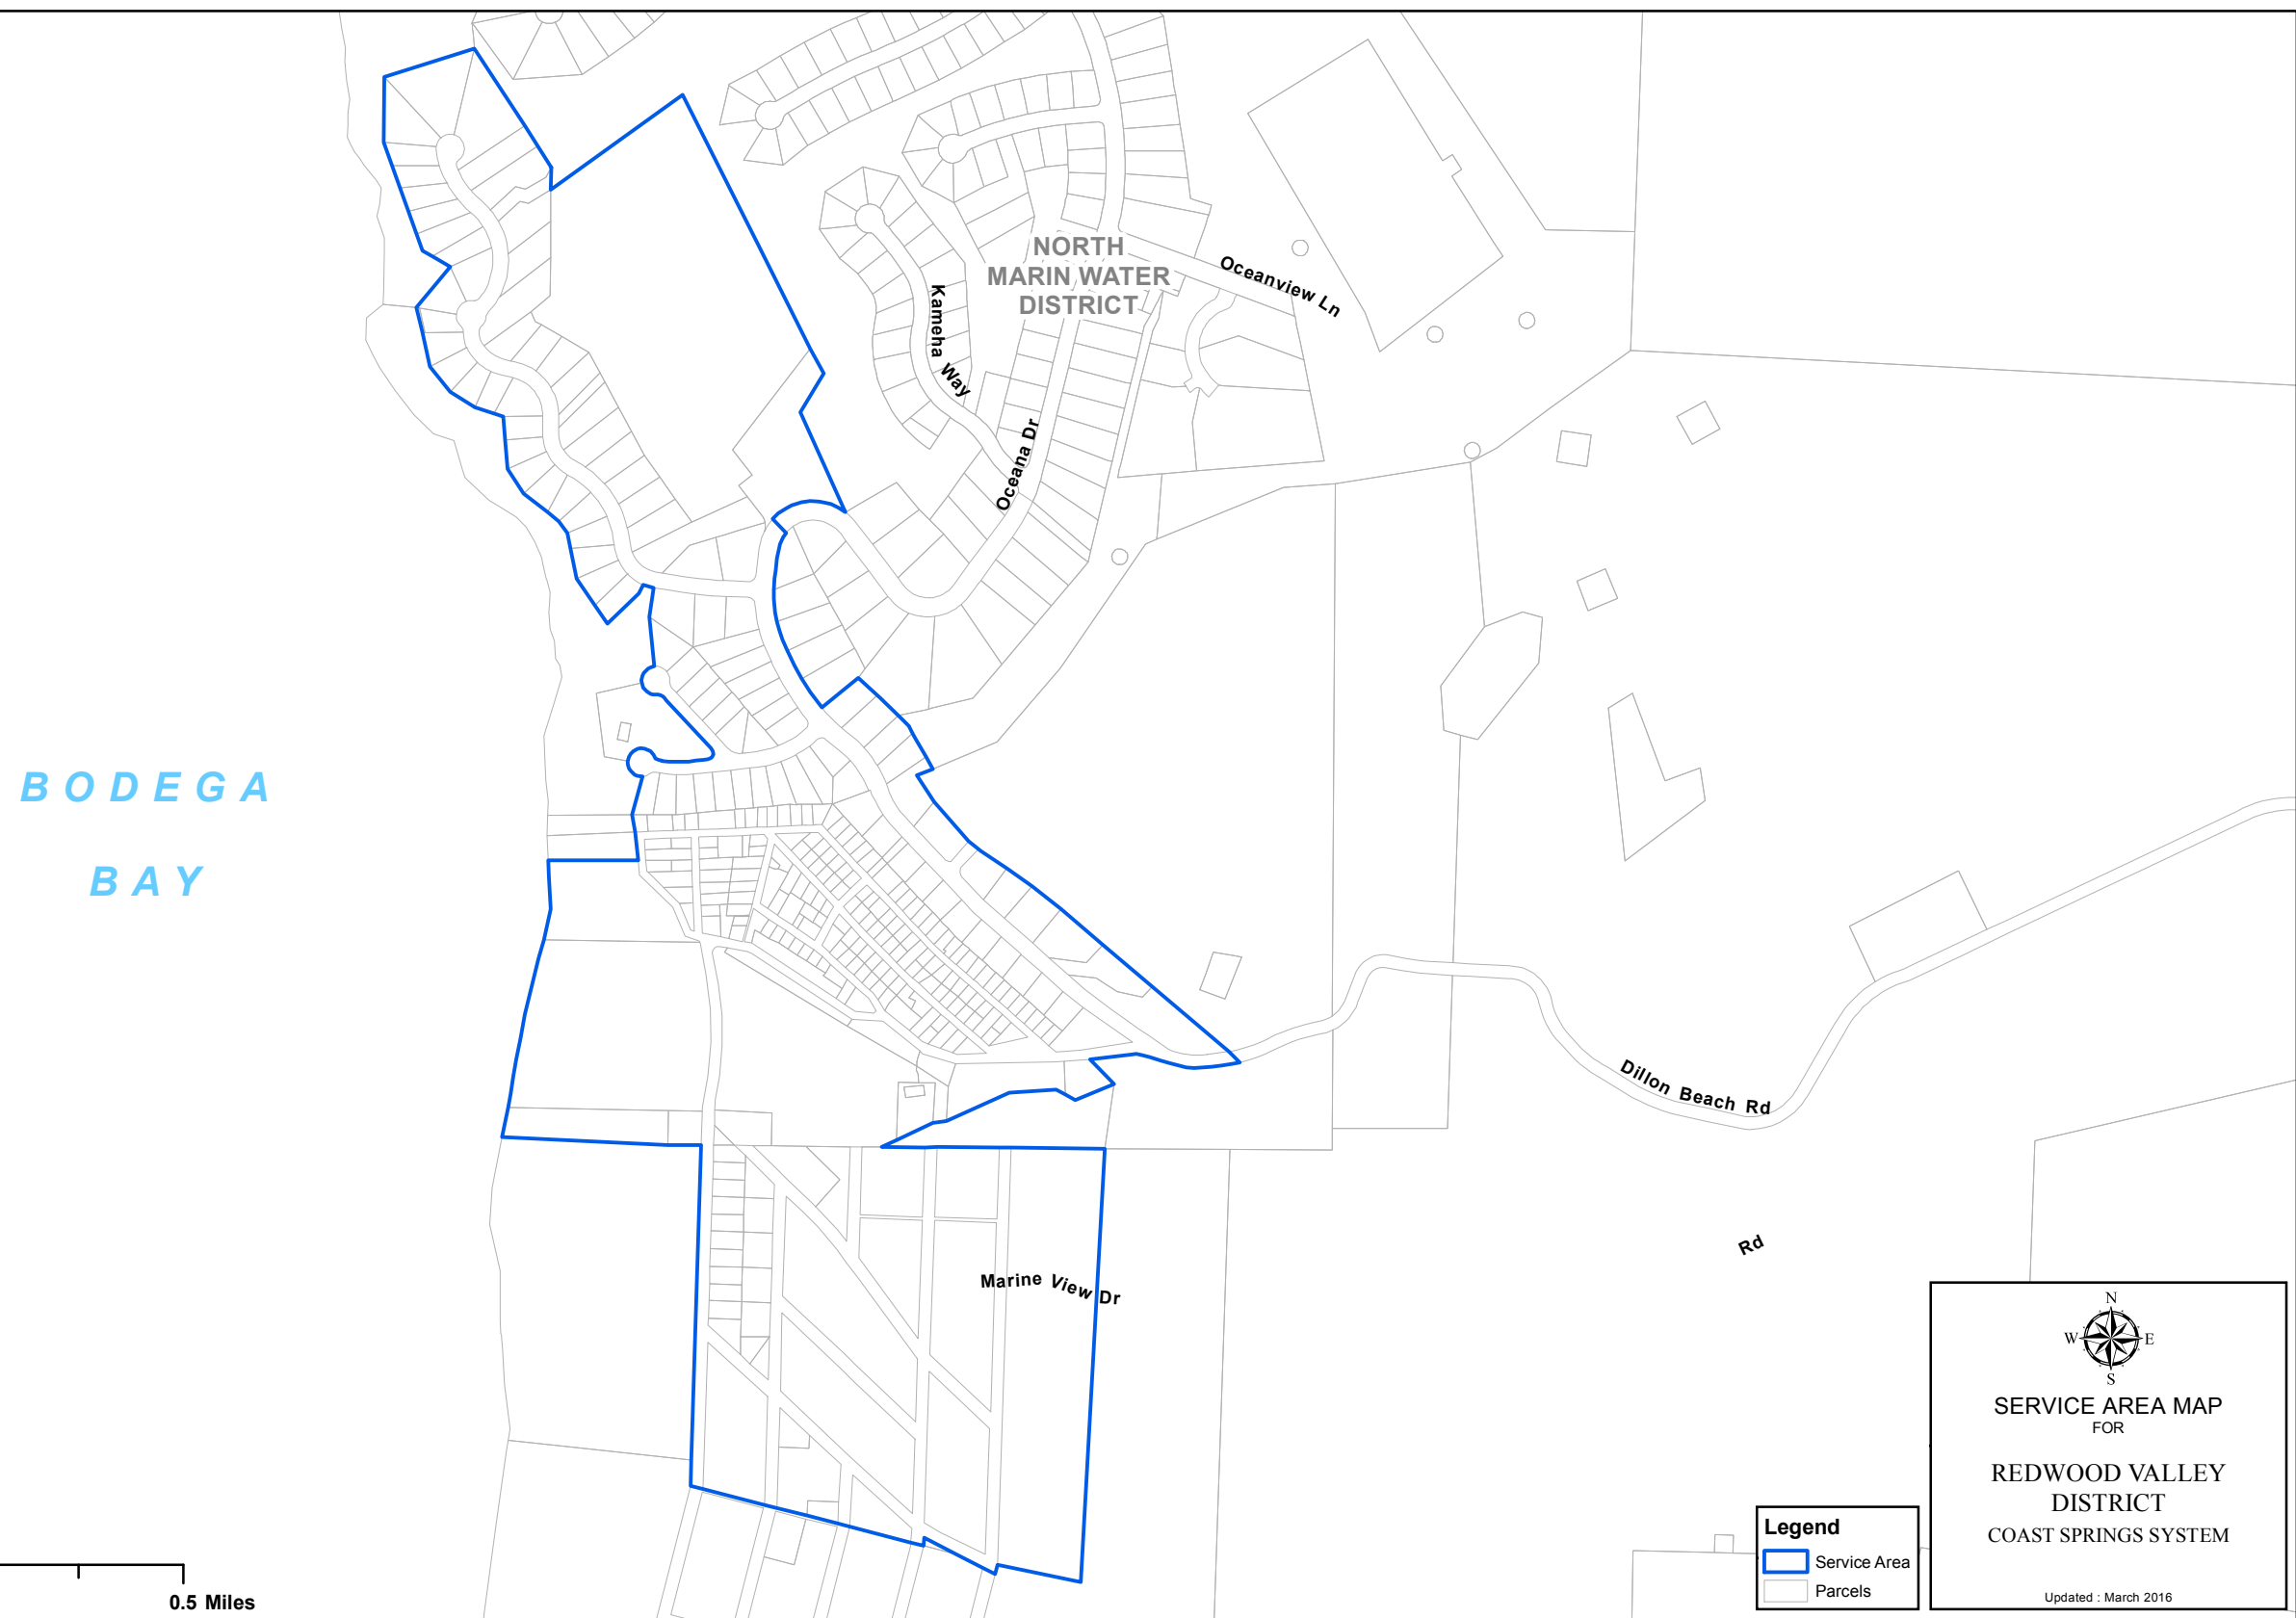 NORTH
MARIN WATER
DISTRICT
Oceanview Ln
Kameha Way
Oceana Dr
BODEGA
BAY
Dillon Beach Rd
Rd
Marine View Dr
N
W E
S
SERVICE AREA MAP
FOR
REDWOOD VALLEY
DISTRICT
COAST SPRINGS SYSTEM
Updated : March 2016
Legend
Service Area
Parcels
0.5 Miles